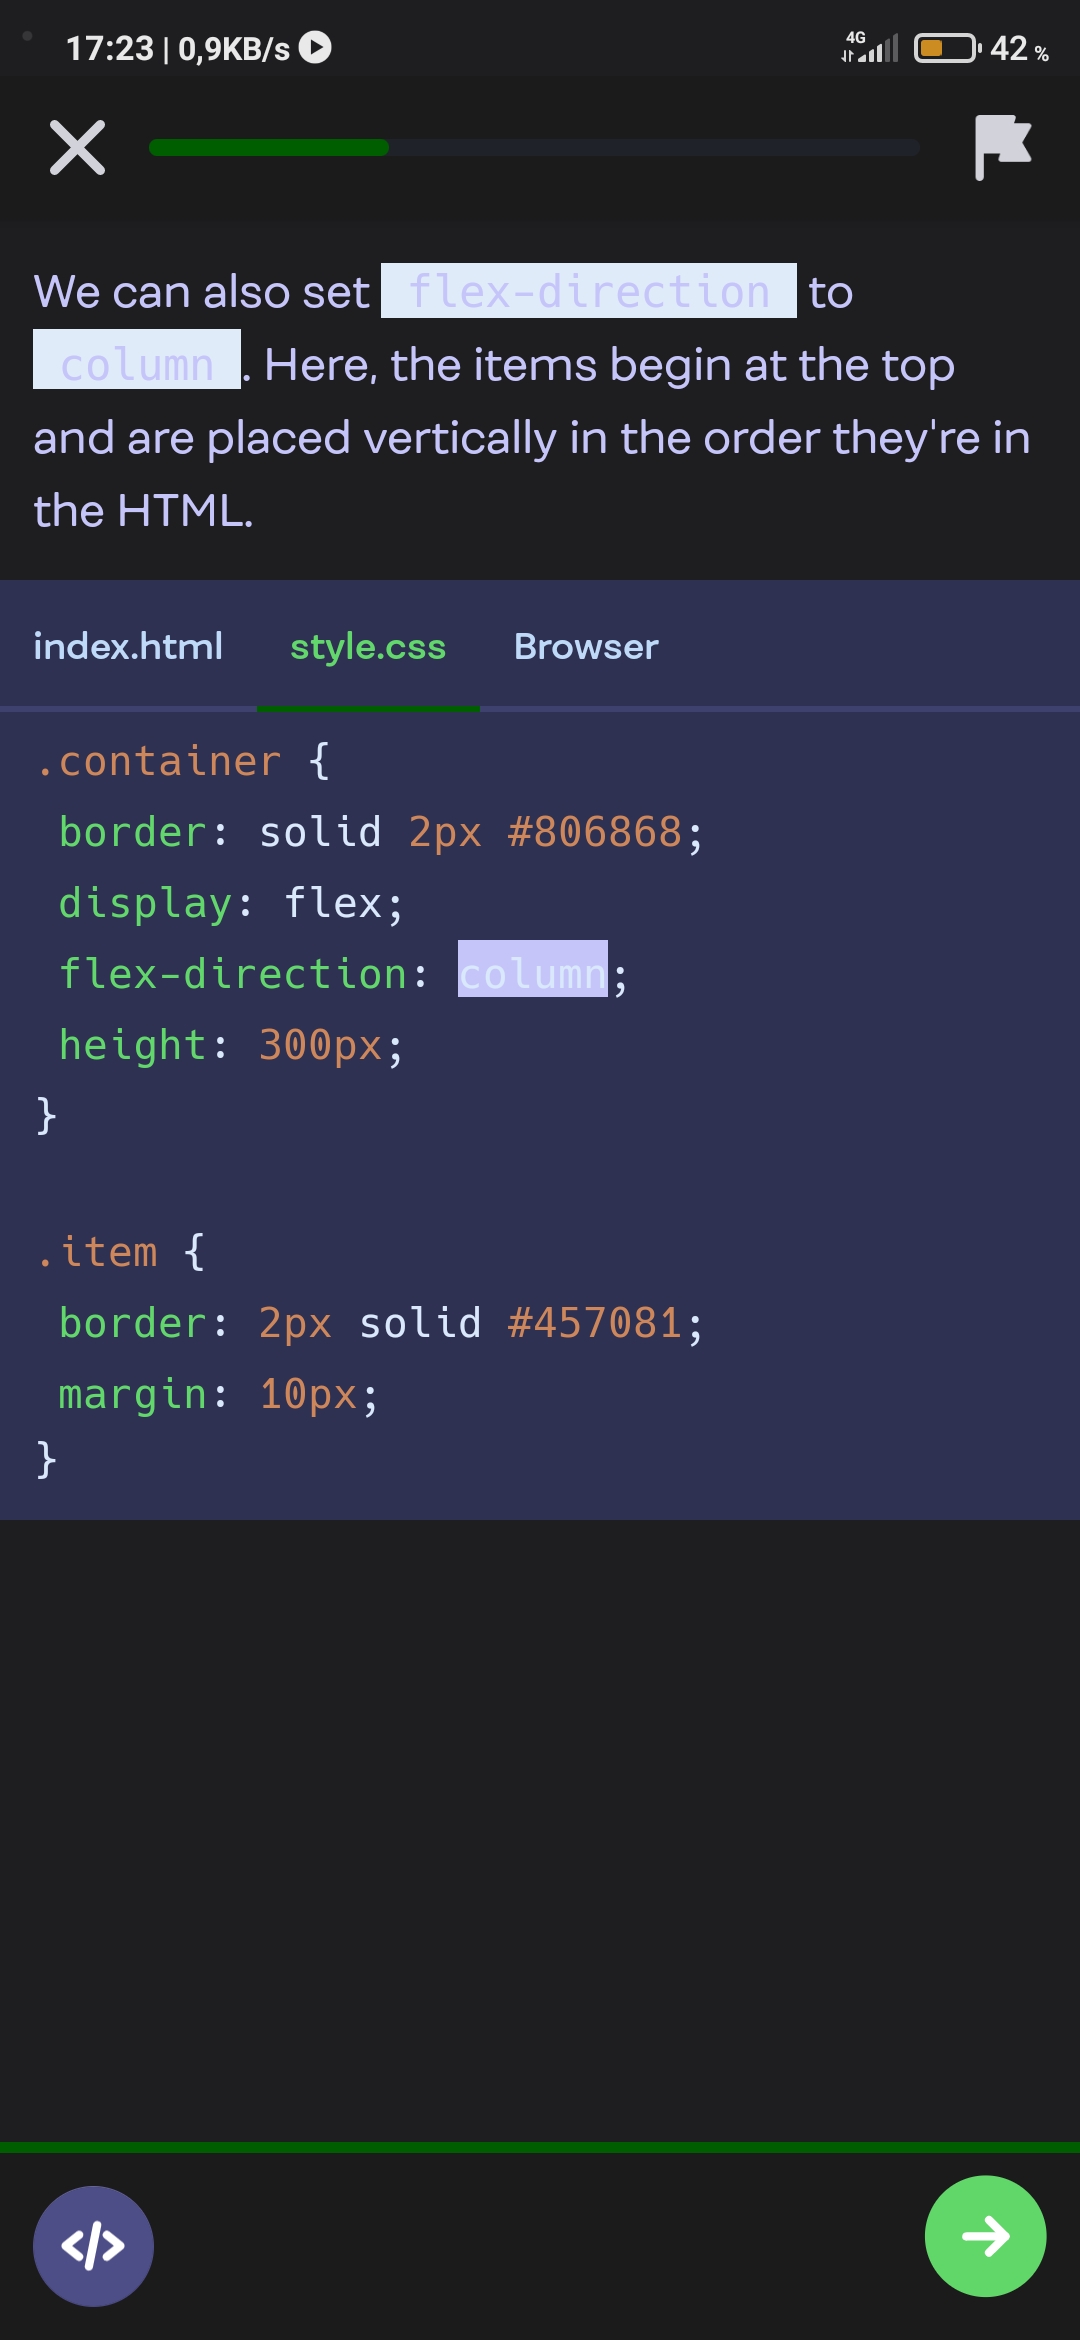 17:23 | 0,9KB/s
4G
42 %
We can also set flex-direction to
column . Here, the items begin at the top
and are placed vertically in the order they're in
the HTML.
index.html style.css Browser
.container {
border: solid 2px #806868;
display: flex;
flex-direction: column;
height: 300px;
}
.item {
border: 2px solid #457081;
margin: 10px;
}